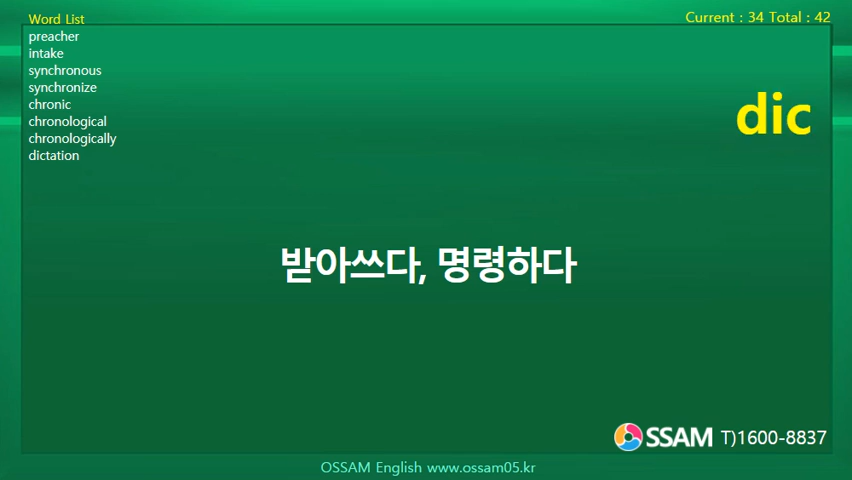 Word List
Current : 34 Total : 42
preacher
intake
synchronous
synchronize
chronic
chronological
chronologically
dictation
dic
받아쓰다, 명령하다
SSAM T)1600-8837
OSSAM English www.ossam05.kr